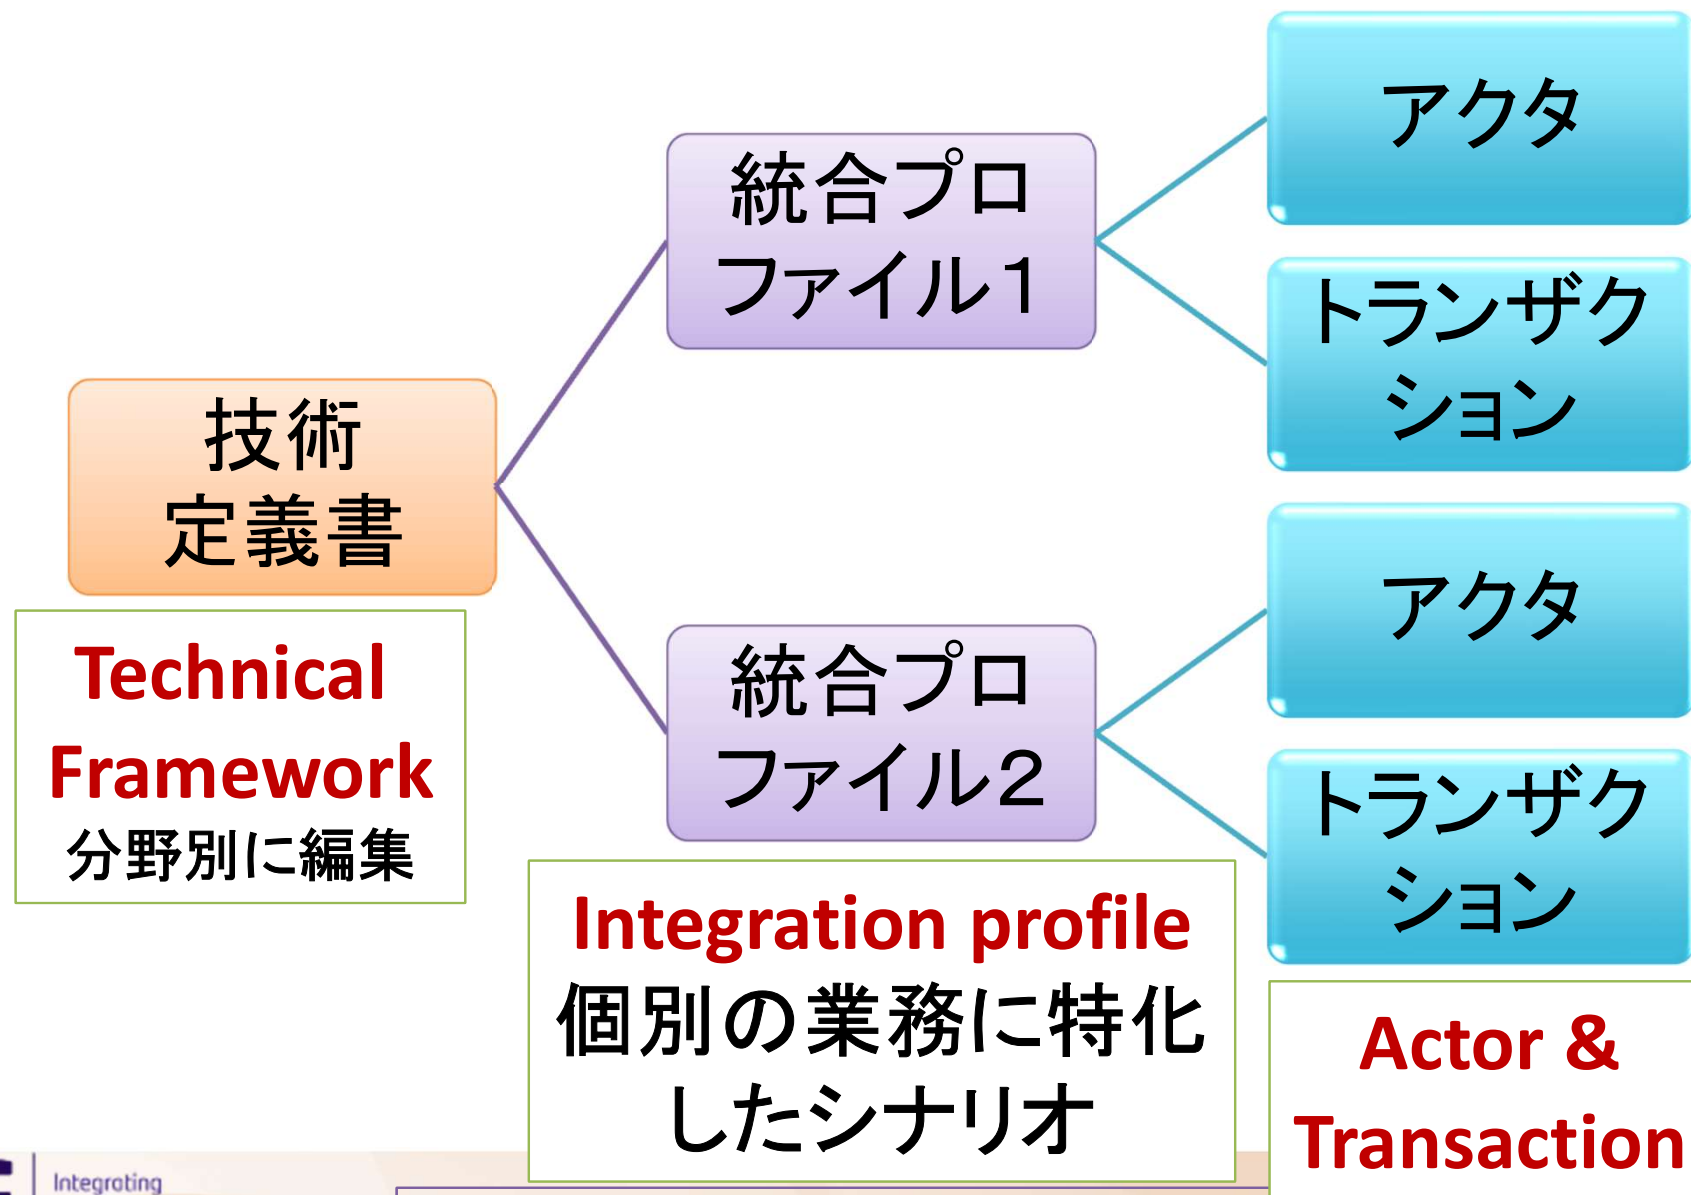 アクタ
統合プロ
ファイル1
トランザク
ション
技術
定義書
Technical
Framework
分野別に編集
アクタ
統合プロ
ファイル2
トランザク
ション
Integration profile
個別の業務に特化
したシナリオ
Actor &
Transaction
Integrating